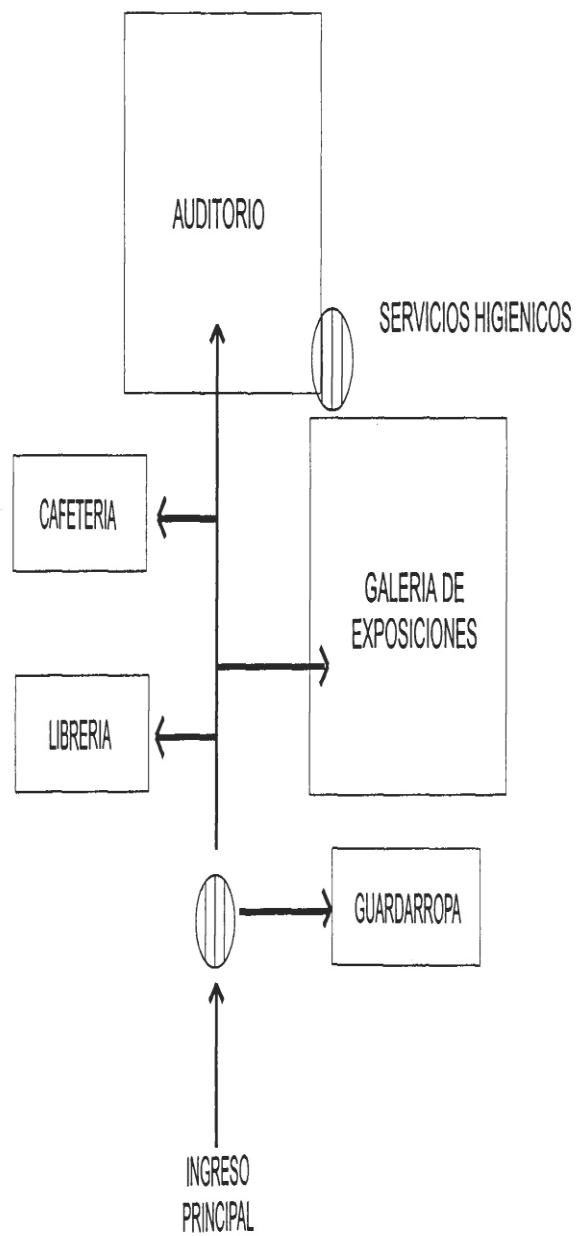 AUDITORIO
SERVICIOS HIGIENICOS
CAFETERIA
GALERIA DE
EXPOSICIONES
LIBRERIA
GUARDARROPA
INGRESO
PRINCIPAL